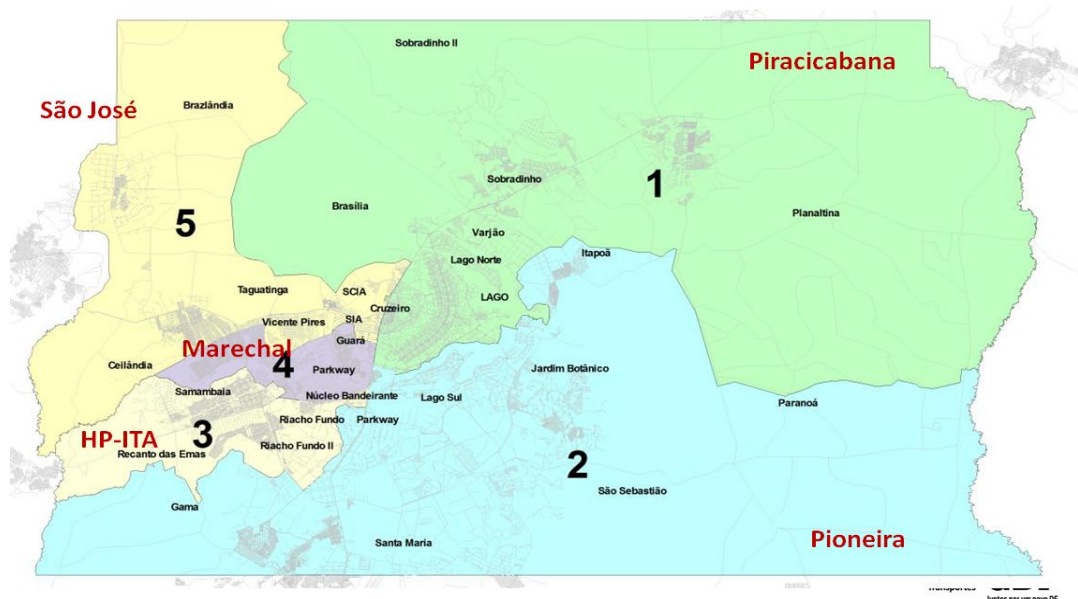 Sobradinho II
Piracicabana
São José
Brazlândia
Sobradinho
1
Brasília
Planaltina
5
Varjão
Itapoã
Lago Norte
Taguatinga
SCIA
LAGO
Cruzeiro
Vicente Pires
SIA
Guará
Marechal
Ceilândia
4
Parkway
Jardim Botânico
Samambaia
Núcleo Bandeirante
Lago Sul
Paranoá
Riacho Fundo
Parkway
HP-ITA
3
Riacho Fundo II
Recanto das Emas
2
São Sebastião
Gama
Santa Maria
Pioneira